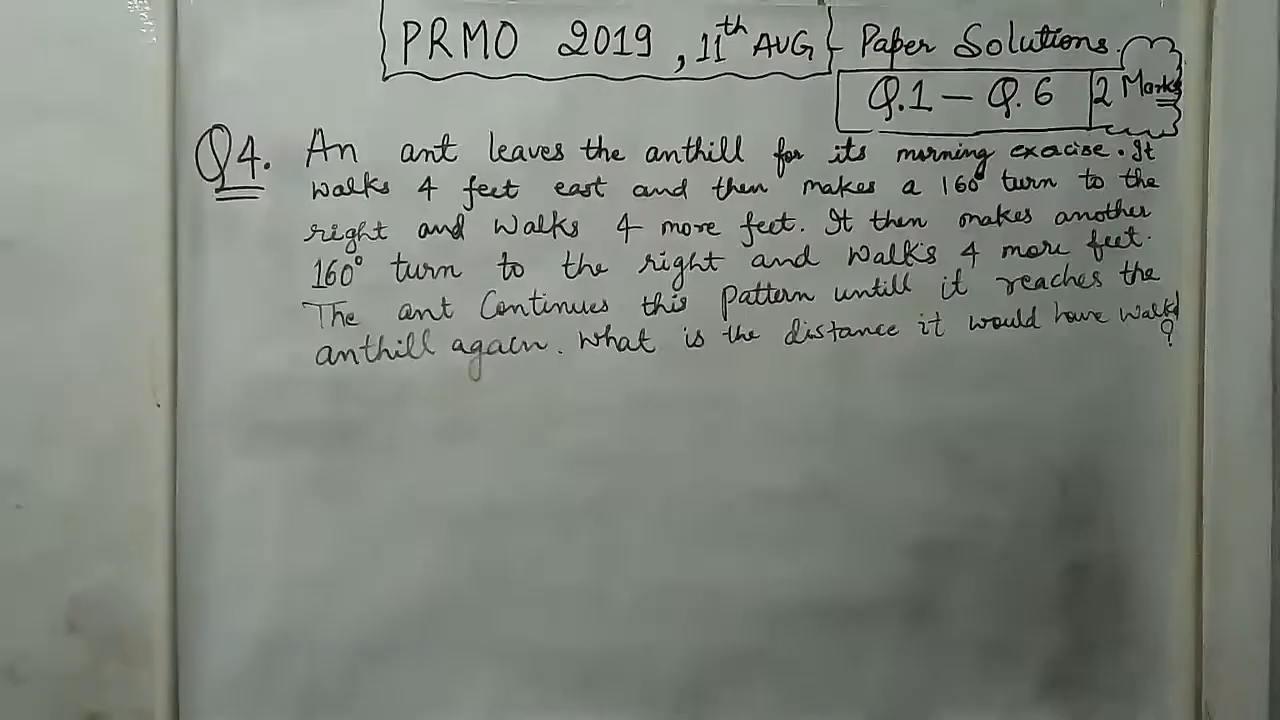 PRMO 2019, 11th AUG Paper Solutions
Q.1 - Q.6 2 Marks
Q4. An ant leaves the anthill for its morning exacise. It
walks 4 feet east and then makes a 160° turn to the
right and walks 4 more feet. It then makes another
160° turn to the right and walks 4 more feet.
The ant Continues this pattern untill it reaches the
anthill again. What is the distance it would have walkd
?